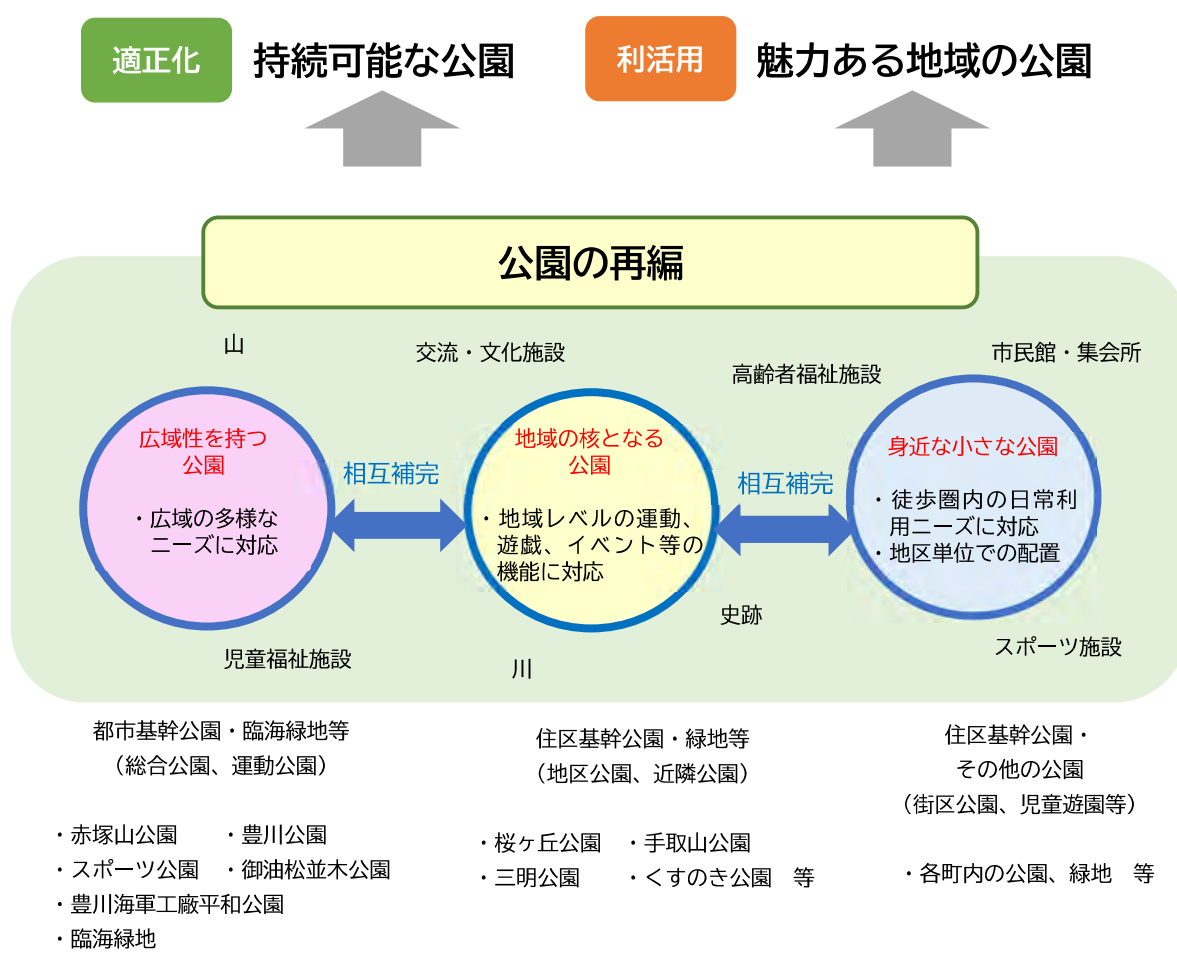 適正化 持続可能な公園
利活用 魅力ある地域の公園
公園の再編
山
交流・文化施設
高齢者福祉施設
市民館・集会所
広域性を持つ
公園
・広域の多様な
ニーズに対応
相互補完
地域の核となる
公園
・地域レベルの運動、
遊戯、イベント等の
機能に対応
相互補完
身近な小さな公園
・徒歩圏内の日常利
用ニーズに対応
・地区単位での配置
児童福祉施設
川
史跡
スポーツ施設
都市基幹公園・臨海緑地等
（総合公園、運動公園）
・赤塚山公園 ・豊川公園
・スポーツ公園 ・御油松並木公園
・豊川海軍工廠平和公園
・臨海緑地
住区基幹公園・緑地等
（地区公園、近隣公園）
・桜ヶ丘公園 ・手取山公園
・三明公園 ・くすのき公園 等
住区基幹公園・
その他の公園
（街区公園、児童遊園等）
・各町内の公園、緑地 等